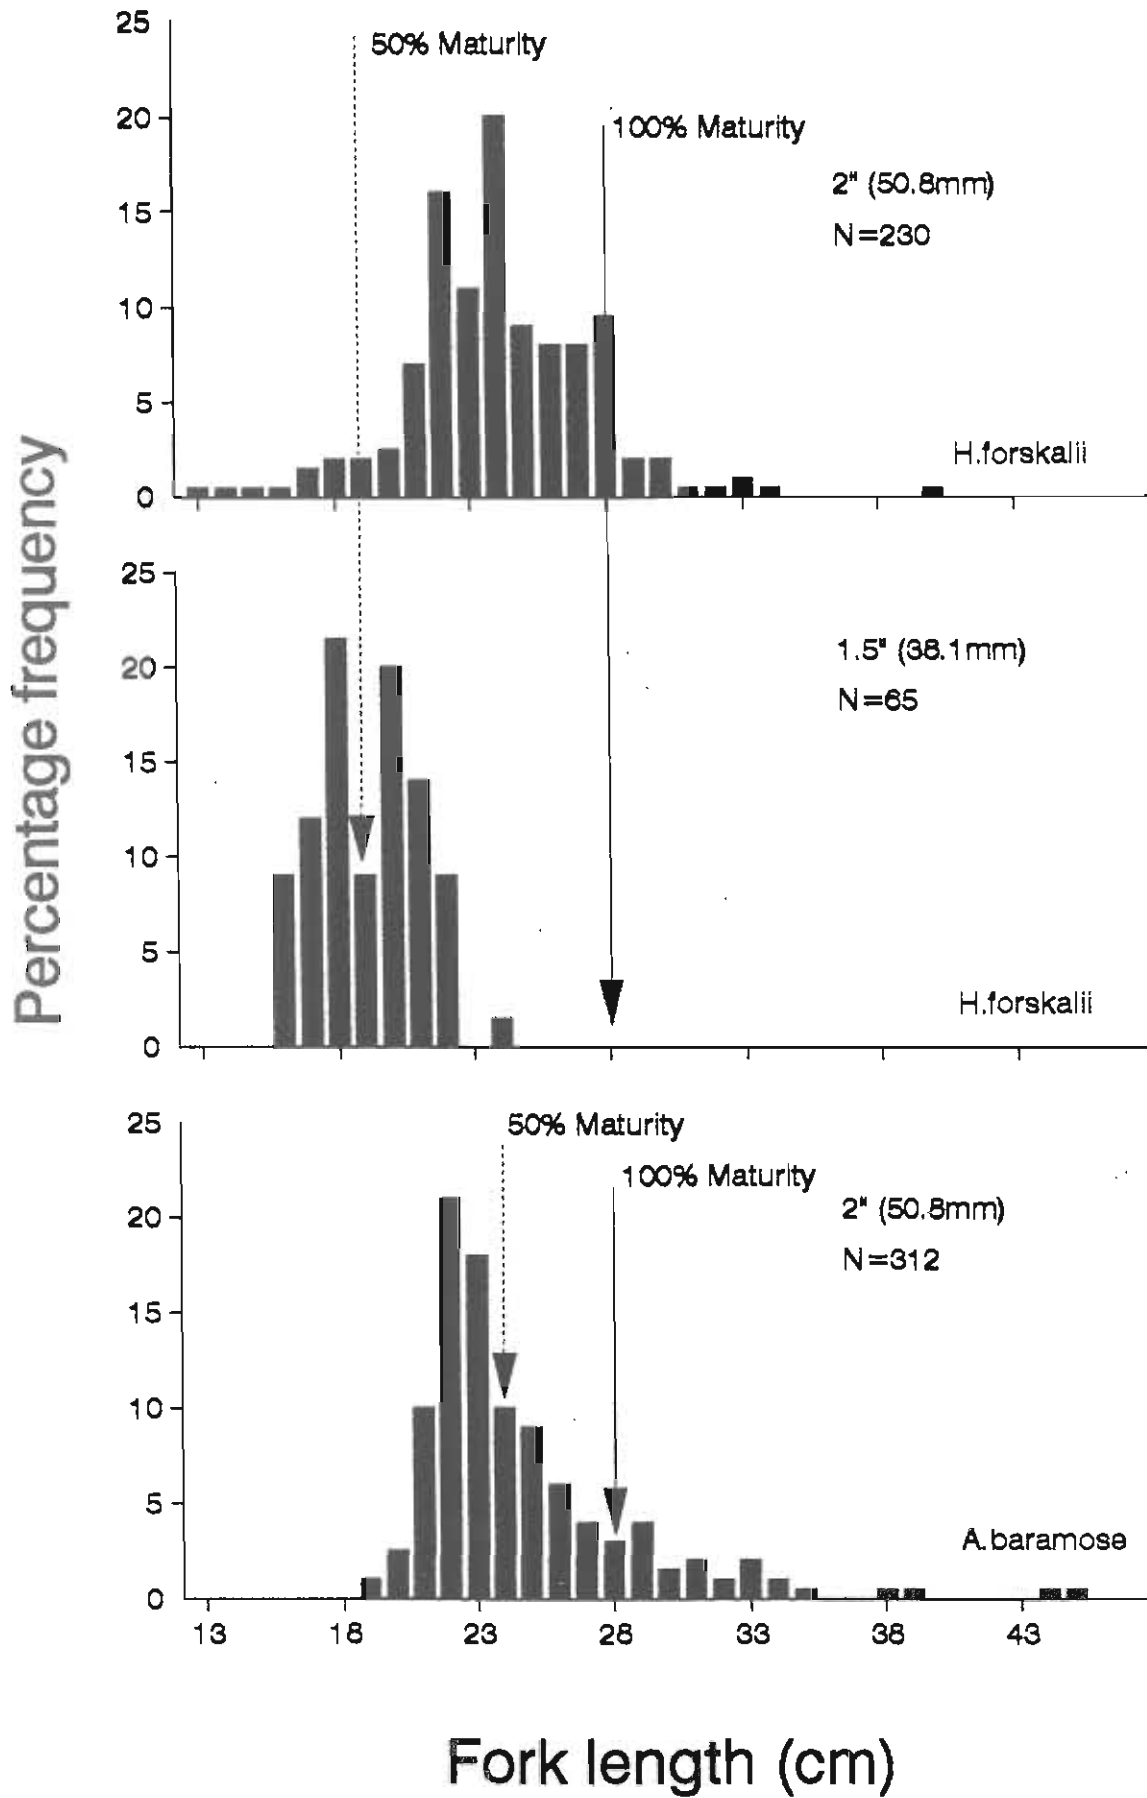 Percentage frequency
25
20
15
10
5
0
50% Maturity
100% Maturity
2" (50.8mm)
N=230
H.forskalii
25
20
15
10
5
0
1.5" (38.1mm)
N=65
H.forskalii
25
20
15
10
5
0
50% Maturity
100% Maturity
2" (50.8mm)
N=312
A.baramose
13 18 23 28 33 38 43
Fork length (cm)